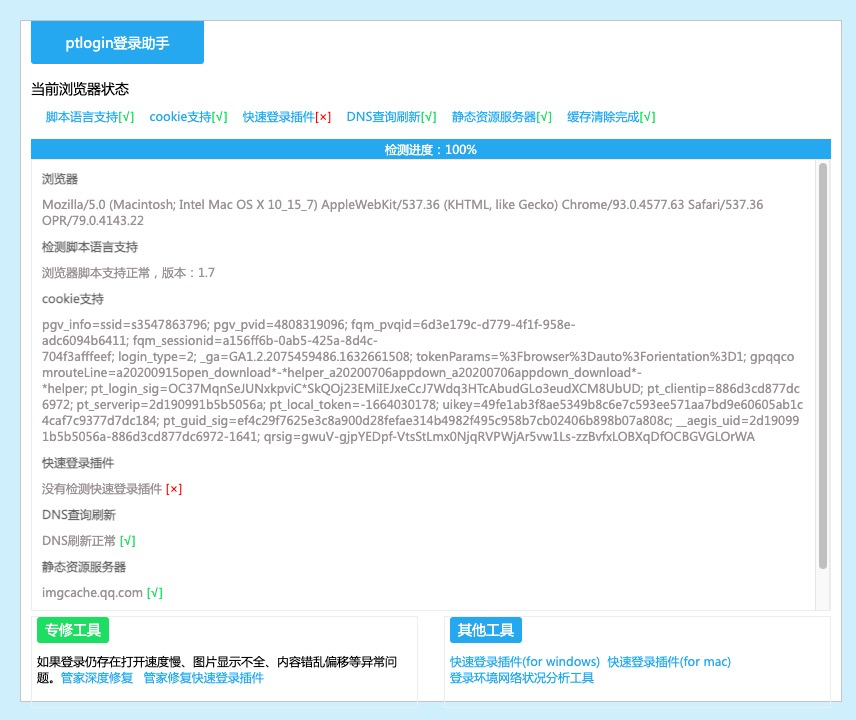 ptlogin登录助手
当前浏览器状态
脚本语言支持[√] cookie支持[√] 快速登录插件[×] DNS查询刷新[√] 静态资源服务器[√] 缓存清除完成[√]
检测进度：100%
浏览器
Mozilla/5.0 (Macintosh; Intel Mac OS X 10_15_7) AppleWebKit/537.36 (KHTML, like Gecko) Chrome/93.0.4577.63 Safari/537.36
OPR/79.0.4143.22
检测脚本语言支持
浏览器脚本支持正常，版本：1.7
cookie支持
pgv_info=ssid=s3547863796; pgv_pvid=4808319096; fqm_pvqid=6d3e179c-d779-4f1f-958e-
adc6094b6411; fqm_sessionid=a156ff6b-0ab5-425a-8d4c-
704f3afffeef; login_type=2; _ga=GA1.2.2075459486.1632661508; tokenParams=%3Fbrowser%3Dauto%3Forientation%3D1; gpqqco
mrouteLine=a20200915open_download*-*helper_a20200706appdown_a20200706appdown_download*-
*helper; pt_login_sig=OC37MqnSeJUNxkpviC*SkQOj23EMiIEJxeCcJ7Wdq3HTcAbudGLo3eudXCM8UbUD; pt_clientip=886d3cd877dc
6972; pt_serverip=2d190991b5b5056a; pt_local_token=-1664030178; uikey=49fe1ab3f8ae5349b8c6e7c593ee571aa7bd9e60605ab1c
4caf7c9377d7dc184; pt_guid_sig=ef4c29f7625e3c8a900d28fefae314b4982f495c958b7cb02406b898b07a808c; __aegis_uid=2d19099
1b5b5056a-886d3cd877dc6972-1641; qrsig=gwuV-gjpYEDpf-VtsStLmx0NjqRVPWjAr5vw1Ls-zzBvfxLOBXqDfOCBGVGLOrWA
快速登录插件
没有检测快速登录插件 [×]
DNS查询刷新
DNS刷新正常 [√]
静态资源服务器
imgcache.qq.com [√]
专修工具
如果登录仍存在打开速度慢、图片显示不全、内容错乱偏移等异常问
题。管家深度修复 管家修复快速登录插件
其他工具
快速登录插件(for windows) 快速登录插件(for mac)
登录环境网络状况分析工具